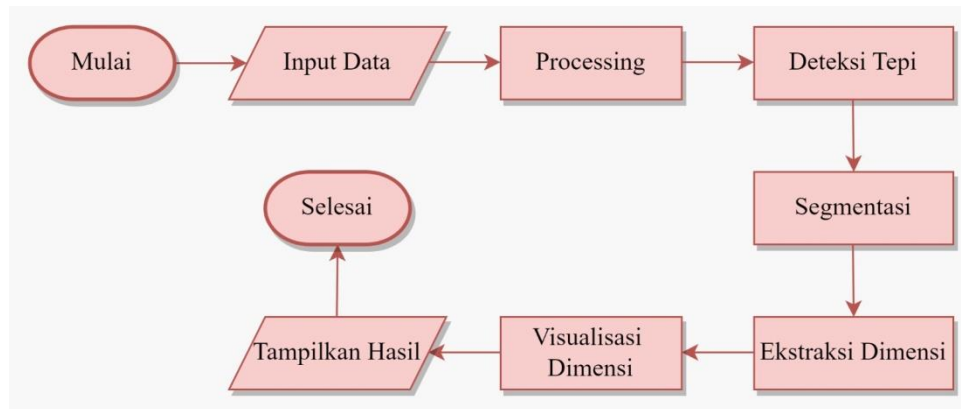 Mulai
Input Data
Processing
Deteksi Tepi
Segmentasi
Ekstraksi Dimensi
Visualisasi
Dimensi
Tampilkan Hasil
Selesai